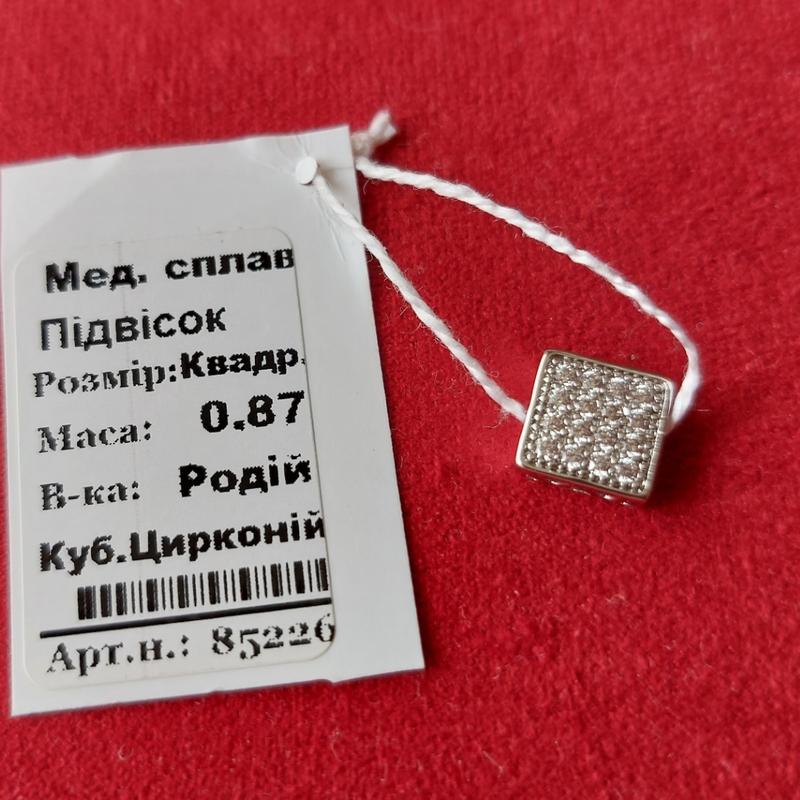 Мед. сплав
Підвісок
Розмір:Квадр.
Маса: 0.87
В-ка: Родій
Куб.Цирконій
Арт.н.: 85226